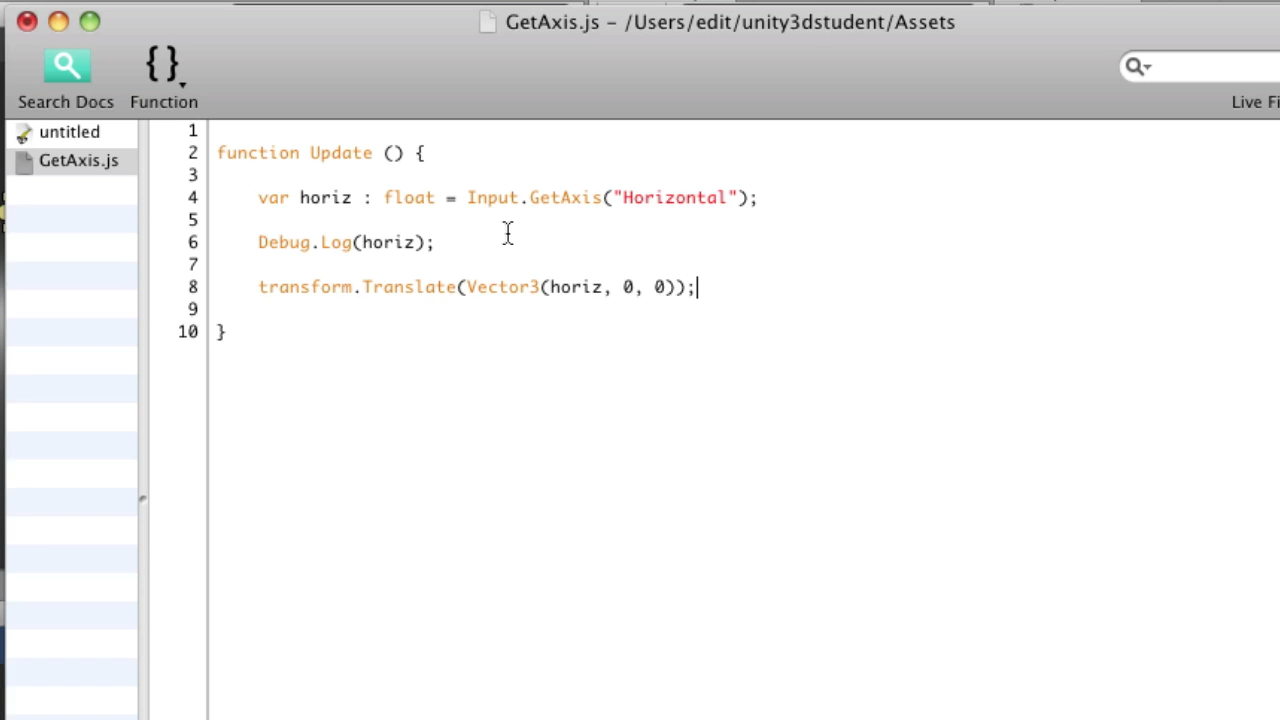 GetAxis.js – /Users/edit/unity3dstudent/Assets
{}
Search Docs
Function
Live Fi
untitled
GetAxis.js
1
2 function Update () {
3
4 var horiz : float = Input.GetAxis("Horizontal");
5
6 Debug.Log(horiz);
7
8 transform.Translate(Vector3(horiz, 0, 0));
9
10 }